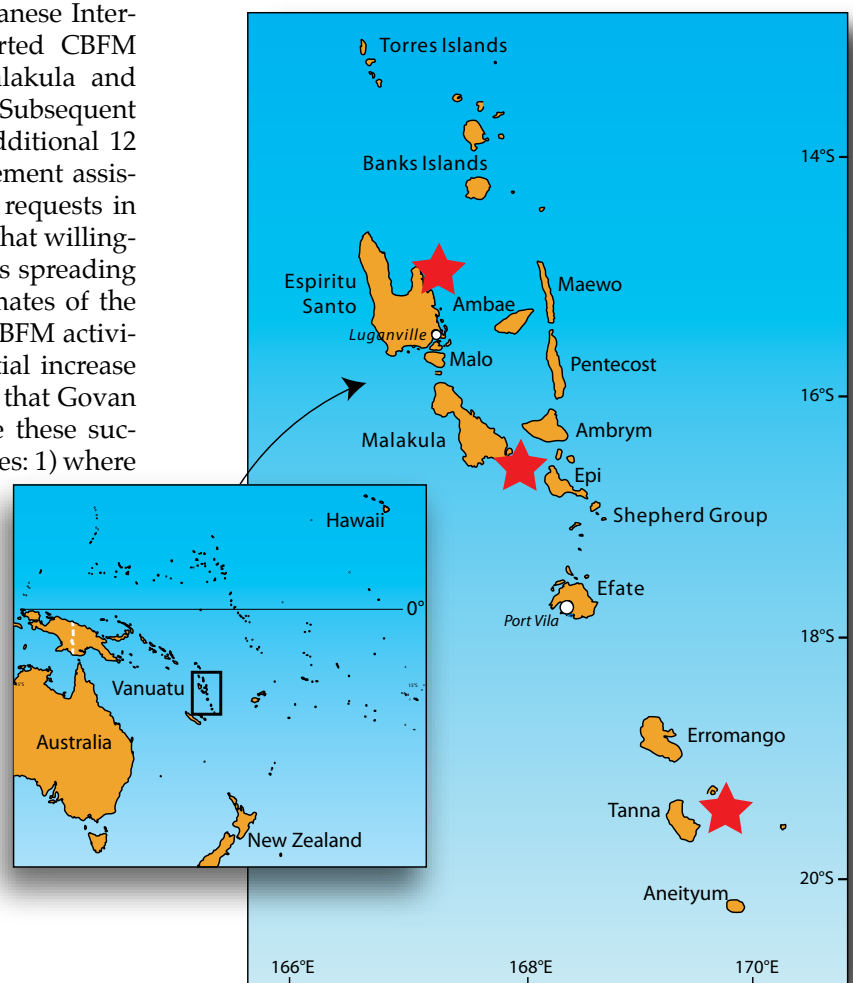 anese Inter-
rted CBFM
alakula and
Subsequent
dditional 12
ement assis-
requests in
hat willing-
s spreading
nates of the
BFM activi-
tial increase
that Govan
e these suc-
es: 1) where
Torres Islands
14°S
Banks Islands
Espiritu
Santo
Maewo
Ambae
Luganville
Malo
Pentecost
16°S
Ambrym
Malakula
Epi
Shepherd Group
Efate
Port Vila
18°S
Erromango
Tanna
20°S
Aneityum
166°E
168°E
170°E
Hawaii
0°
Vanuatu
Australia
New Zealand